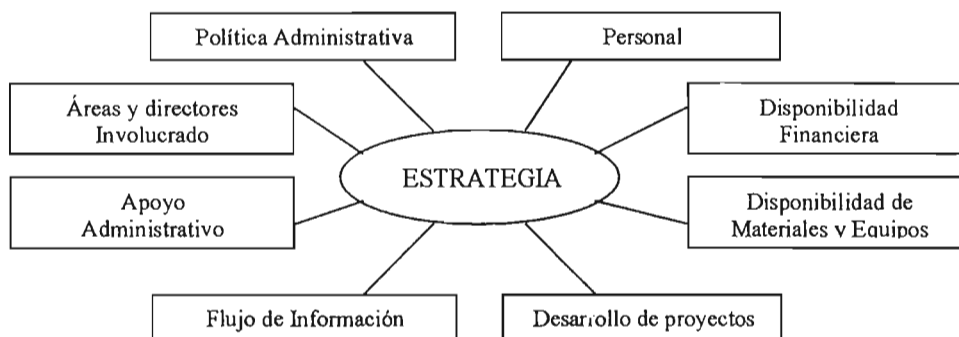 Política Administrativa
Personal
Áreas y directores
Involucrado
Disponibilidad
Financiera
ESTRATEGIA
Apoyo
Administrativo
Disponibilidad de
Materiales y Equipos
Flujo de Información
Desarrollo de proyectos